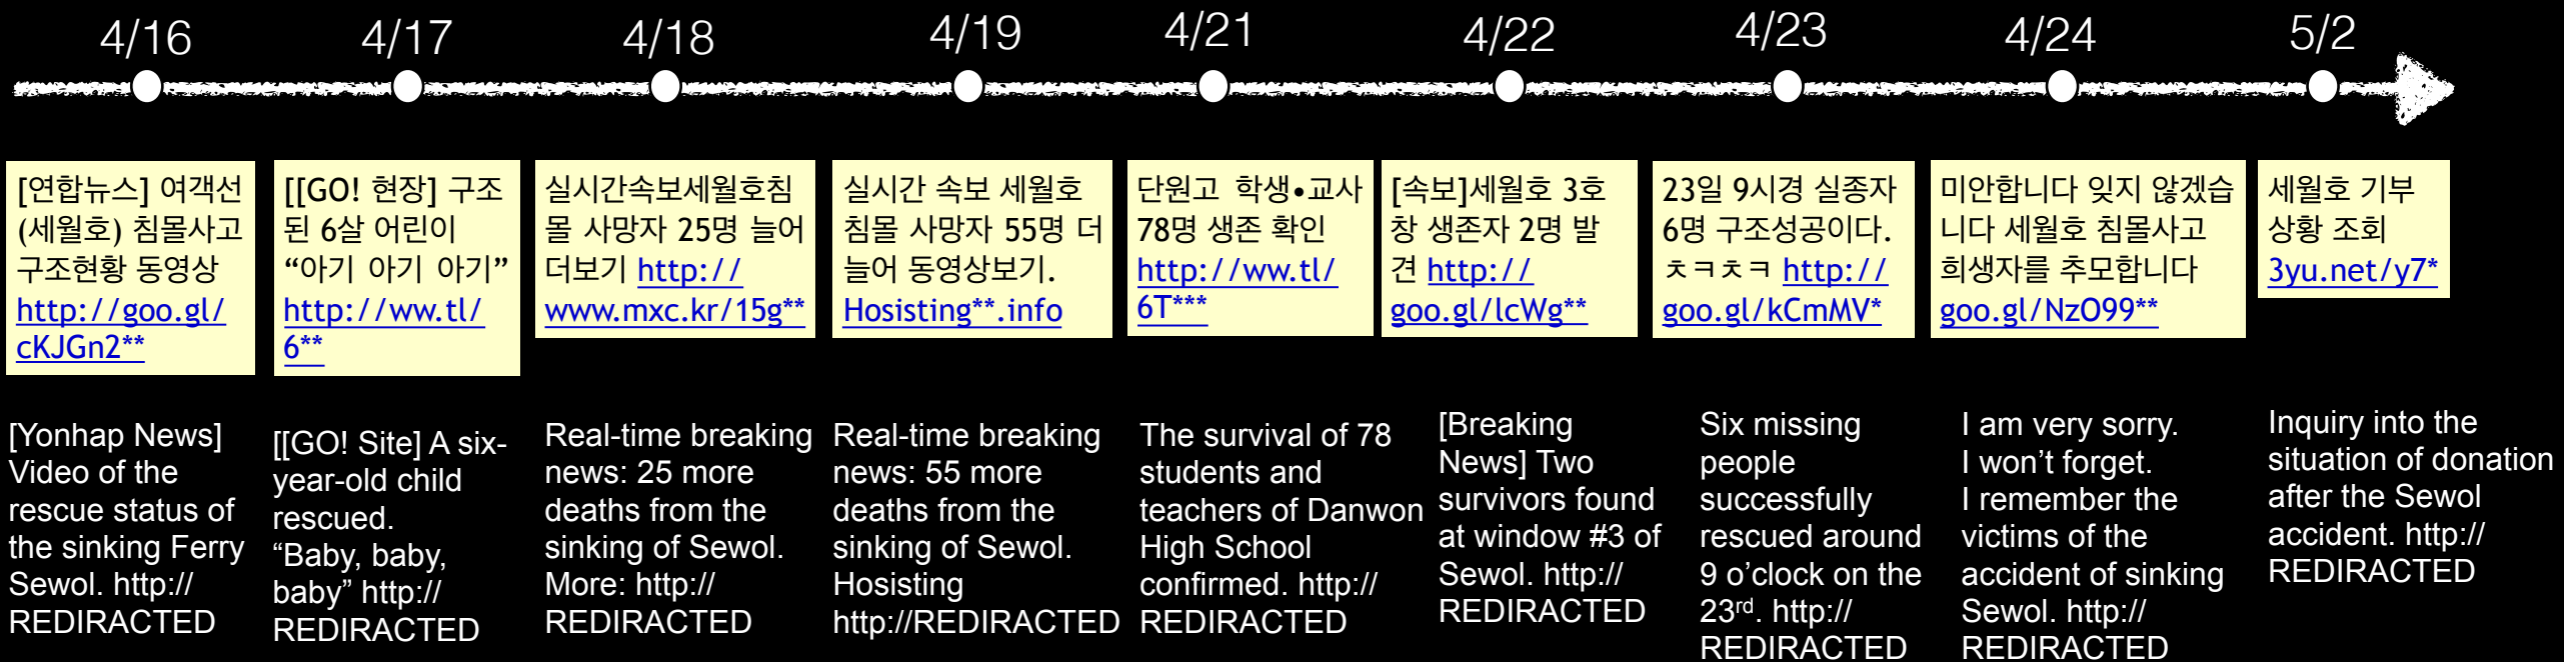 4/16
4/17
4/18
4/19
4/21
4/22
4/23
4/24
5/2
[연합뉴스] 여객선
(세월호) 침몰사고
구조현황 동영상
http://goo.gl/
cKJGn2**
[[GO! 현장] 구조
된 6살 어린이
“아기 아기 아기”
http://ww.tl/
6**
실시간속보세월호침
몰 사망자 25명 늘어
더보기 http://
www.mxc.kr/15g**
실시간 속보 세월호
침몰 사망자 55명 더
늘어 동영상보기.
Hosisting**.info
단원고 학생•교사
78명 생존 확인
http://ww.tl/
6T***
[속보]세월호 3호
창 생존자 2명 발
견 http://
goo.gl/lcWg**
23일 9시경 실종자
6명 구조성공이다.
ㅊㅋㅊㅋ http://
goo.gl/kCmMV*
미안합니다 잊지 않겠습
니다 세월호 침몰사고
희생자를 추모합니다
goo.gl/NzO99**
세월호 기부
상황 조회
3yu.net/y7*
[Yonhap News]
Video of the
rescue status of
the sinking Ferry
Sewol. http://
REDIRACTED
[[GO! Site] A six-
year-old child
rescued.
“Baby, baby,
baby” http://
REDIRACTED
Real-time breaking
news: 25 more
deaths from the
sinking of Sewol.
More: http://
REDIRACTED
Real-time breaking
news: 55 more
deaths from the
sinking of Sewol.
Hosisting
http://REDIRACTED
The survival of 78
students and
teachers of Danwon
High School
confirmed. http://
REDIRACTED
[Breaking
News] Two
survivors found
at window #3 of
Sewol. http://
REDIRACTED
Six missing
people
successfully
rescued around
9 o’clock on the
23rd. http://
REDIRACTED
I am very sorry.
I won’t forget.
I remember the
victims of the
accident of sinking
Sewol. http://
REDIRACTED
Inquiry into the
situation of donation
after the Sewol
accident. http://
REDIRACTED